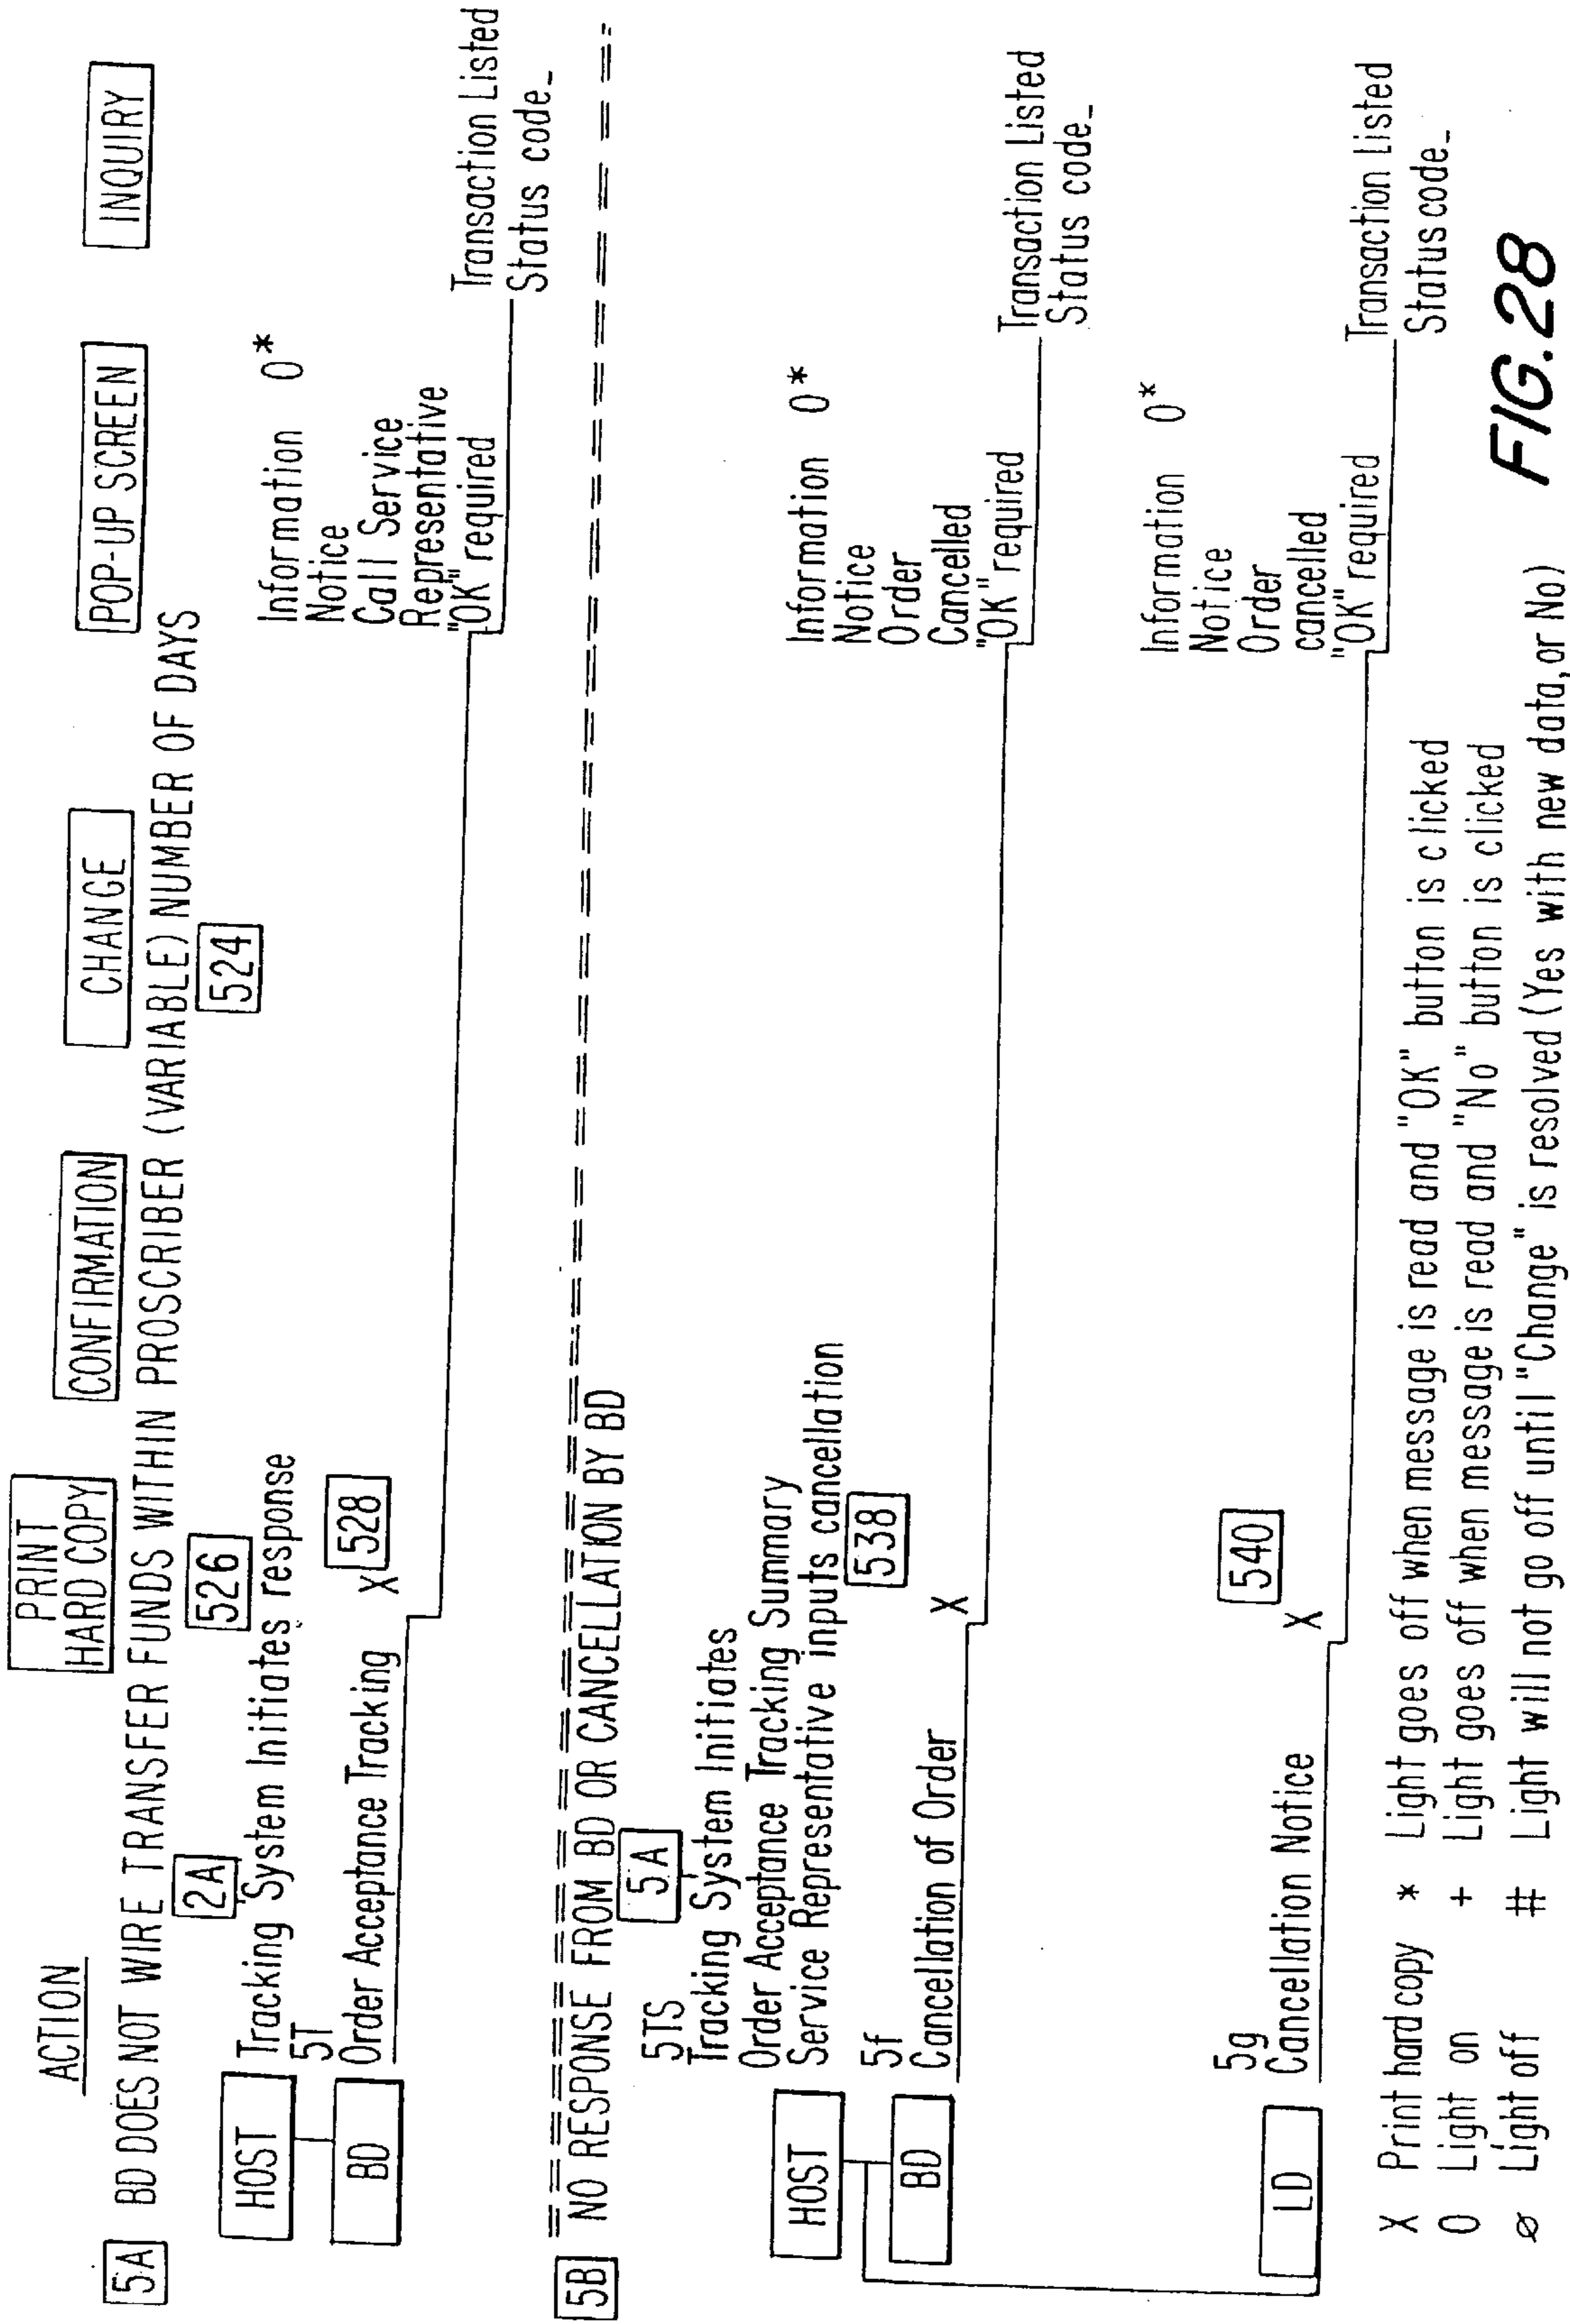 ACTION
PRINT
HARD COPY
CONFIRMATION
CHANGE
POP-UP SCREEN
INQUIRY
5A BD DOES NOT WIRE TRANSFER FUNDS WITHIN PROSCRIBER (VARIABLE) NUMBER OF DAYS
2A
526
524
HOST
Tracking System Initiates response
5T
BD
Order Acceptance Tracking
X
528
Information O*
Notice
Call Service
Representative
"OK" required
Transaction Listed
Status code_
5B NO RESPONSE FROM BD OR CANCELLATION BY BD
5A
5TS
Tracking System Initiates
Order Acceptance Tracking Summary
Service Representative inputs cancellation
HOST
BD
5f
Cancellation of Order
X
538
Information O*
Notice
Order
Cancelled
"OK" required
Transaction Listed
Status code_
LD
5g
Cancellation Notice
X
540
Information O*
Notice
Order
cancelled
"OK" required
Transaction Listed
Status code_
X Print hard copy * Light goes off when message is read and "OK" button is clicked
O Light on + Light goes off when message is read and "No" button is clicked
ø Light off # Light will not go off until "Change" is resolved (Yes with new data, or No)
FIG.28